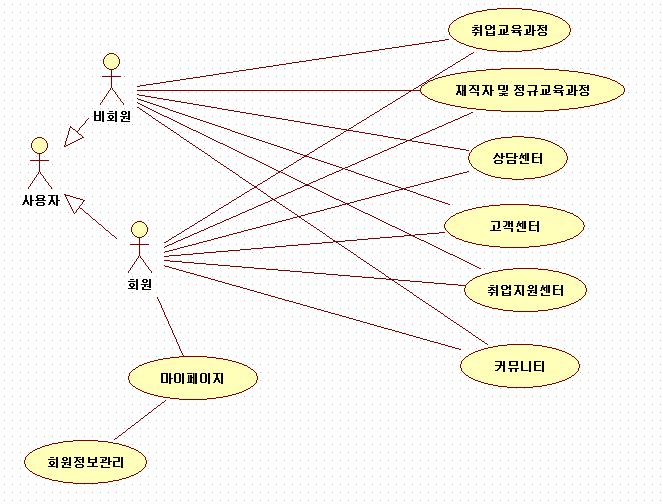 취업교육과정
재직자 및 정규교육과정
비회원
상담센터
사용자
고객센터
회원
취업지원센터
커뮤니티
마이페이지
회원정보관리